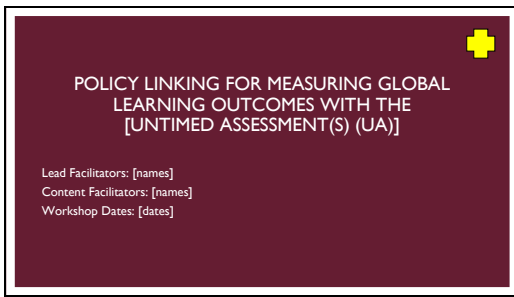 POLICY LINKING FOR MEASURING GLOBAL
LEARNING OUTCOMES WITH THE
[UNTIMED ASSESSMENT(S) (UA)]
Lead Facilitators: [names]
Content Facilitators: [names]
Workshop Dates: [dates]